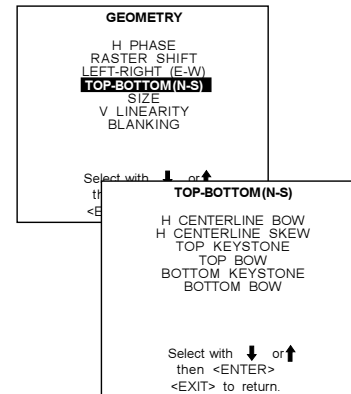 GEOMETRY
H PHASE
RASTER SHIFT
LEFT-RIGHT (E-W)
TOP-BOTTOM (N-S)
SIZE
V LINEARITY
BLANKING
Select with ⬇ or ⬆
th
<E
TOP-BOTTOM (N-S)
H CENTERLINE BOW
H CENTERLINE SKEW
TOP KEYSTONE
TOP BOW
BOTTOM KEYSTONE
BOTTOM BOW
Select with ⬇ or ⬆
then <ENTER>
<EXIT> to return.